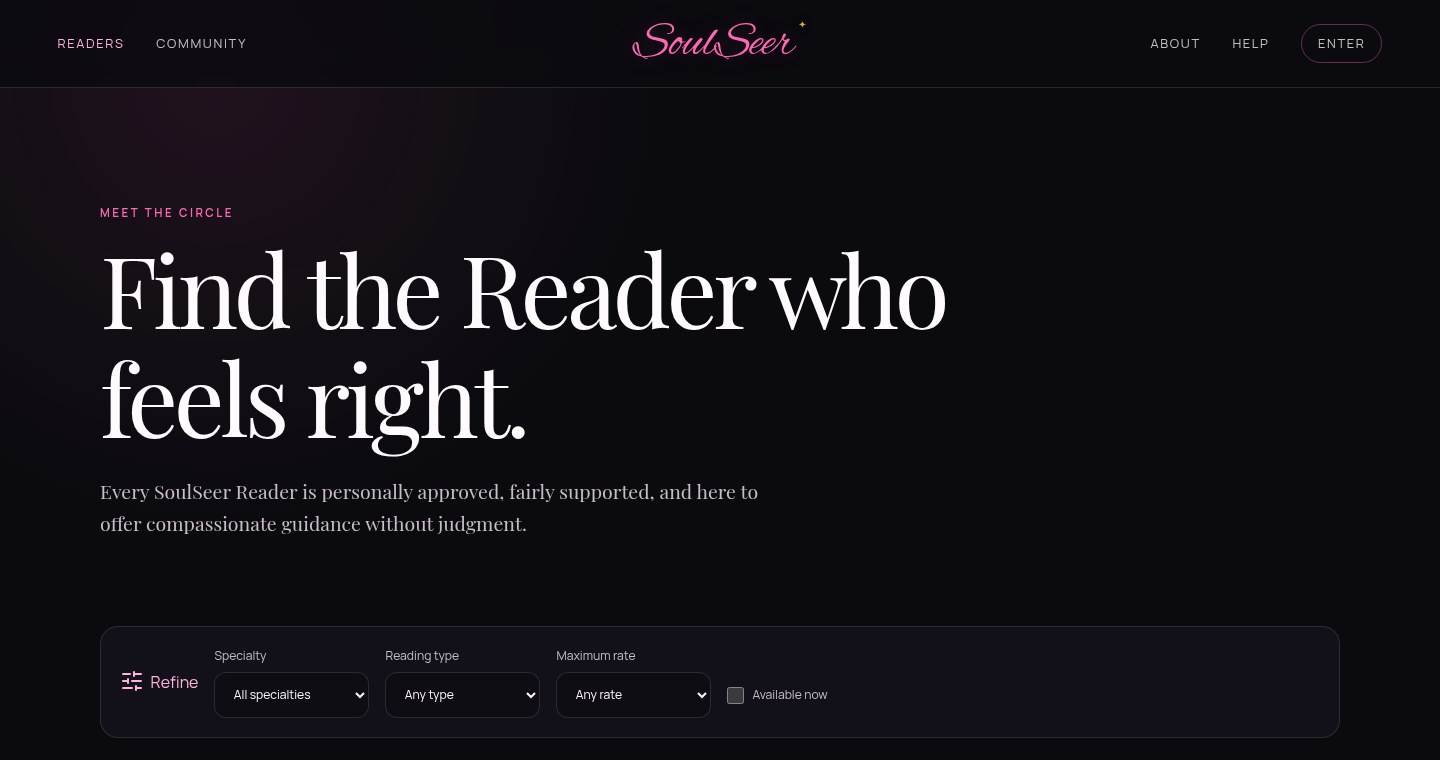 READERS
COMMUNITY
SoulSeer
ABOUT
HELP
ENTER
MEET THE CIRCLE
Find the Reader who
feels right.
Every SoulSeer Reader is personally approved, fairly supported, and here to
offer compassionate guidance without judgment.
Refine
Specialty
All specialties
Reading type
Any type
Maximum rate
Any rate
Available now